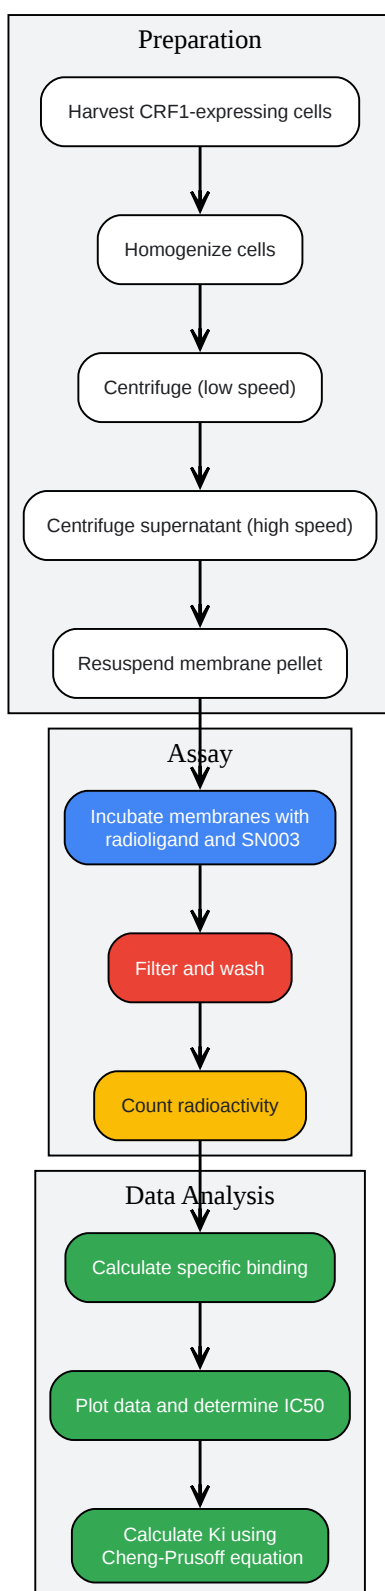 Preparation
Harvest CRF1-expressing cells
Homogenize cells
Centrifuge (low speed)
Centrifuge supernatant (high speed)
Resuspend membrane pellet
Assay
Incubate membranes with
radioligand and SN003
Filter and wash
Count radioactivity
Data Analysis
Calculate specific binding
Plot data and determine IC50
Calculate Ki using
Cheng-Prusoff equation